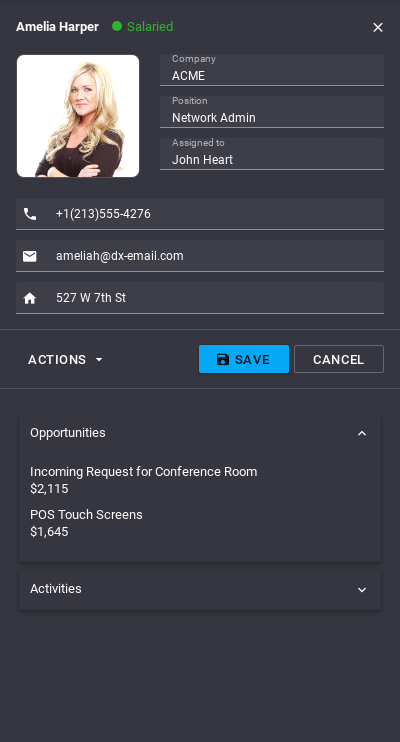 Amelia Harper
Salaried
Company
ACME
Position
Network Admin
Assigned to
John Heart
+1(213)555-4276
ameliah@dx-email.com
527 W 7th St
ACTIONS
SAVE
CANCEL
Opportunities
Incoming Request for Conference Room
$2,115
POS Touch Screens
$1,645
Activities